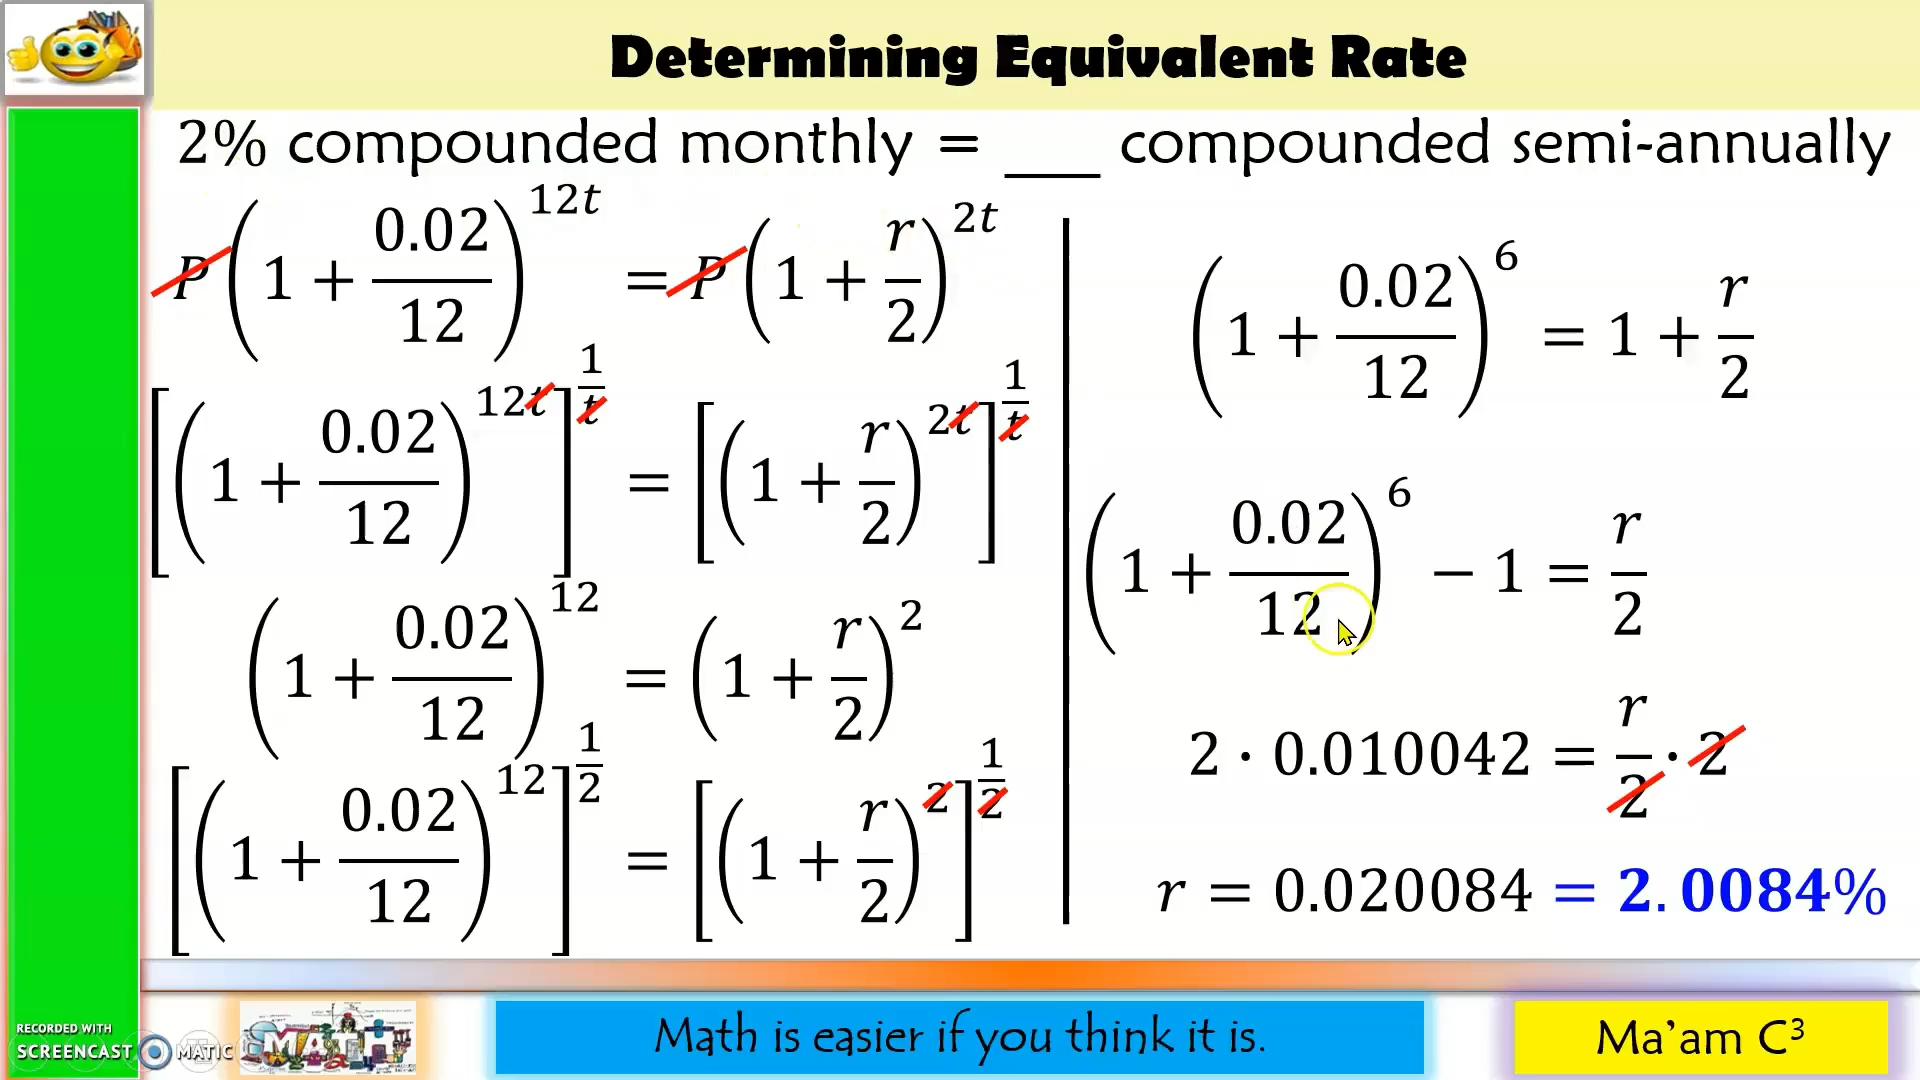 Determining Equivalent Rate
2% compounded monthly = ___ compounded semi-annually
P(1 + 0.02/12)^12t = P(1 + r/2)^2t
[(1 + 0.02/12)^12t]^1/t = [(1 + r/2)^2t]^1/t
(1 + 0.02/12)^12 = (1 + r/2)^2
[(1 + 0.02/12)^12]^1/2 = [(1 + r/2)^2]^1/2
(1 + 0.02/12)^6 = 1 + r/2
(1 + 0.02/12)^6 − 1 = r/2
2 · 0.010042 = r/2 · 2
r = 0.020084 = 2.0084%
RECORDED WITH
SCREENCAST MATIC
MATH
Math is easier if you think it is.
Ma'am C³